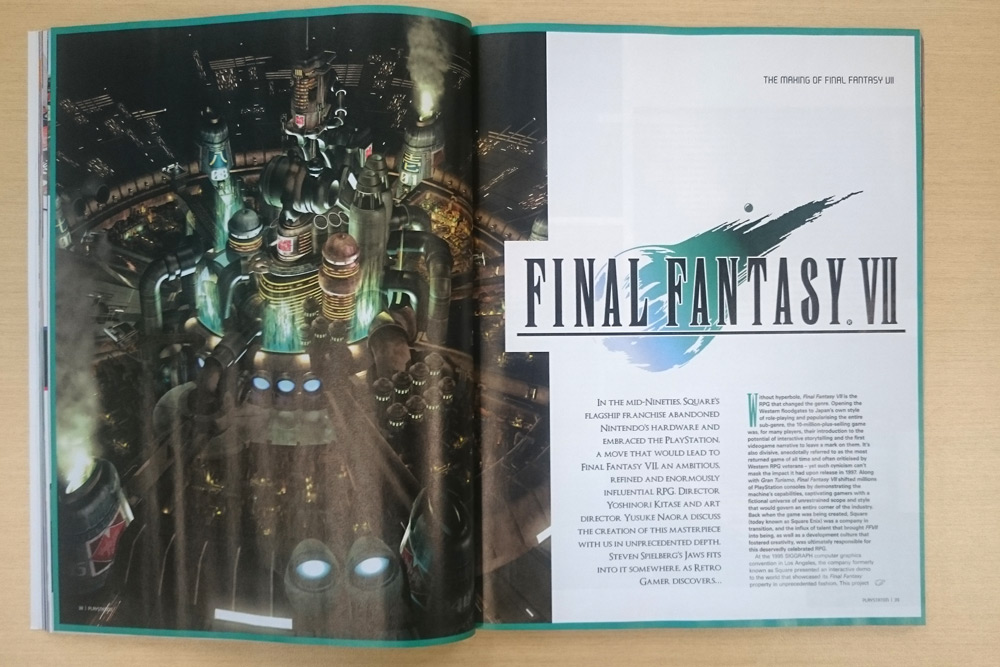 THE MAKING OF FINAL FANTASY VII
FINAL FANTASY. VII
IN THE MID-NINETIES, SQUARE'S
FLAGSHIP FRANCHISE ABANDONED
NINTENDO'S HARDWARE AND
EMBRACED THE PLAYSTATION,
A MOVE THAT WOULD LEAD TO
FINAL FANTASY VII, AN AMBITIOUS,
REFINED AND ENORMOUSLY
INFLUENTIAL RPG. DIRECTOR
YOSHINORI KITASE AND ART
DIRECTOR YUSUKE NAORA DISCUSS
THE CREATION OF THIS MASTERPIECE
WITH US IN UNPRECEDENTED DEPTH.
STEVEN SPIELBERG'S JAWS FITS
INTO IT SOMEWHERE, AS RETRO
GAMER DISCOVERS...
Without hyperbole, Final Fantasy VII is the
RPG that changed the genre. Opening the
Western floodgates to Japan's own style
of role-playing and popularising the entire
sub-genre, the 10-million-plus-selling game
was, for many players, their introduction to the
potential of interactive storytelling and the first
videogame narrative to leave a mark on them. It's
also divisive, anecdotally referred to as the most
returned game of all time and often criticised by
Western RPG veterans – yet such cynicism can't
mask the impact it had upon release in 1997. Along
with Gran Turismo, Final Fantasy VII shifted millions
of PlayStation consoles by demonstrating the
machine's capabilities, captivating gamers with a
fictional universe of unrestrained scope and style
that would govern an entire corner of the industry.
Back when the game was being created, Square
(today known as Square Enix) was a company in
transition, and the influx of talent that brought FFVII
into being, as well as a development culture that
fostered creativity, was ultimately responsible for
this deservedly celebrated RPG.
At the 1995 SIGGRAPH computer graphics
convention in Los Angeles, the company formerly
known as Square presented an interactive demo
to the world that showcased its Final Fantasy
property in unprecedented fashion. This project
| PLAYSTATION
PLAYSTATION |